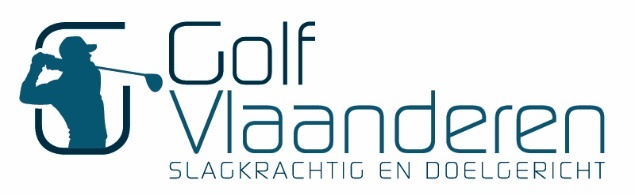 Golf
Vlaanderen
SLAGKRACHTIG EN DOELGERICHT